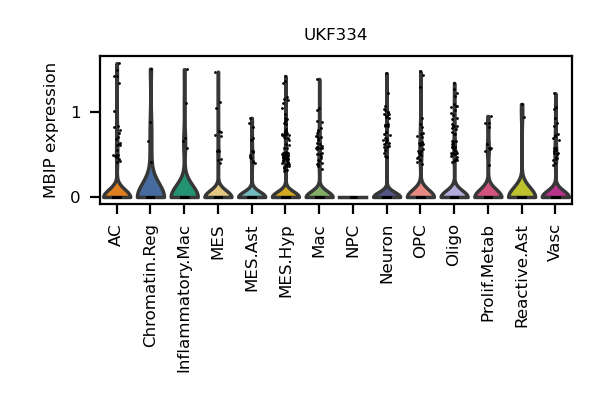 UKF334
MBIP expression
1
0
AC
Chromatin.Reg
Inflammatory.Mac
MES
MES.Ast
MES.Hyp
Mac
NPC
Neuron
OPC
Oligo
Prolif.Metab
Reactive.Ast
Vasc